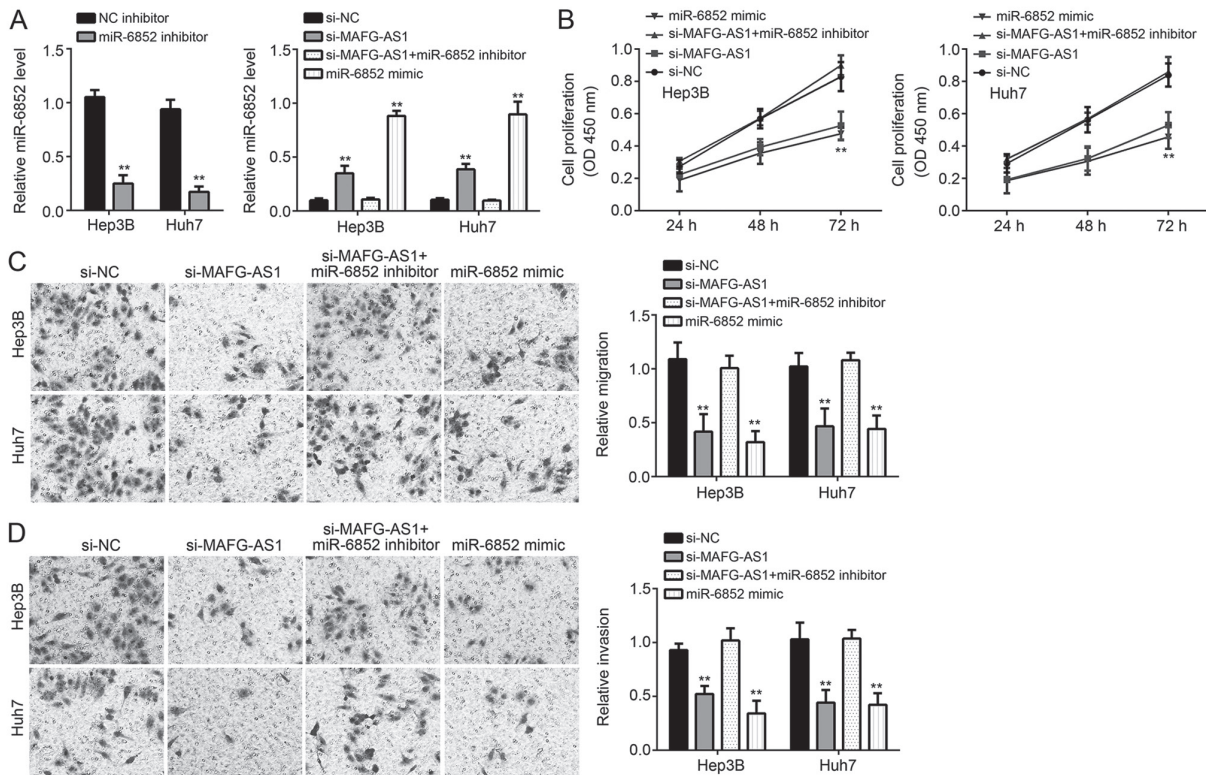 A
NC inhibitor
miR-6852 inhibitor
Relative miR-6852 level
1.5
1.0
0.5
0.0
**
**
Hep3B
Huh7
si-NC
si-MAFG-AS1
si-MAFG-AS1+miR-6852 inhibitor
miR-6852 mimic
Relative miR-6852 level
1.5
1.0
0.5
0.0
**
**
**
**
Hep3B
Huh7
B
miR-6852 mimic
si-MAFG-AS1+miR-6852 inhibitor
si-MAFG-AS1
si-NC
Hep3B
Cell proliferation
(OD 450 nm)
1.0
0.8
0.6
0.4
0.2
0.0
**
24 h
48 h
72 h
miR-6852 mimic
si-MAFG-AS1+miR-6852 inhibitor
si-MAFG-AS1
si-NC
Huh7
Cell proliferation
(OD 450 nm)
1.0
0.8
0.6
0.4
0.2
0.0
**
24 h
48 h
72 h
C
si-NC
si-MAFG-AS1
si-MAFG-AS1+
miR-6852 inhibitor
miR-6852 mimic
Hep3B
Huh7
si-NC
si-MAFG-AS1
si-MAFG-AS1+miR-6852 inhibitor
miR-6852 mimic
Relative migration
1.5
1.0
0.5
0.0
**
**
**
**
Hep3B
Huh7
D
si-NC
si-MAFG-AS1
si-MAFG-AS1+
miR-6852 inhibitor
miR-6852 mimic
Hep3B
Huh7
si-NC
si-MAFG-AS1
si-MAFG-AS1+miR-6852 inhibitor
miR-6852 mimic
Relative invasion
1.5
1.0
0.5
0.0
**
**
**
**
Hep3B
Huh7